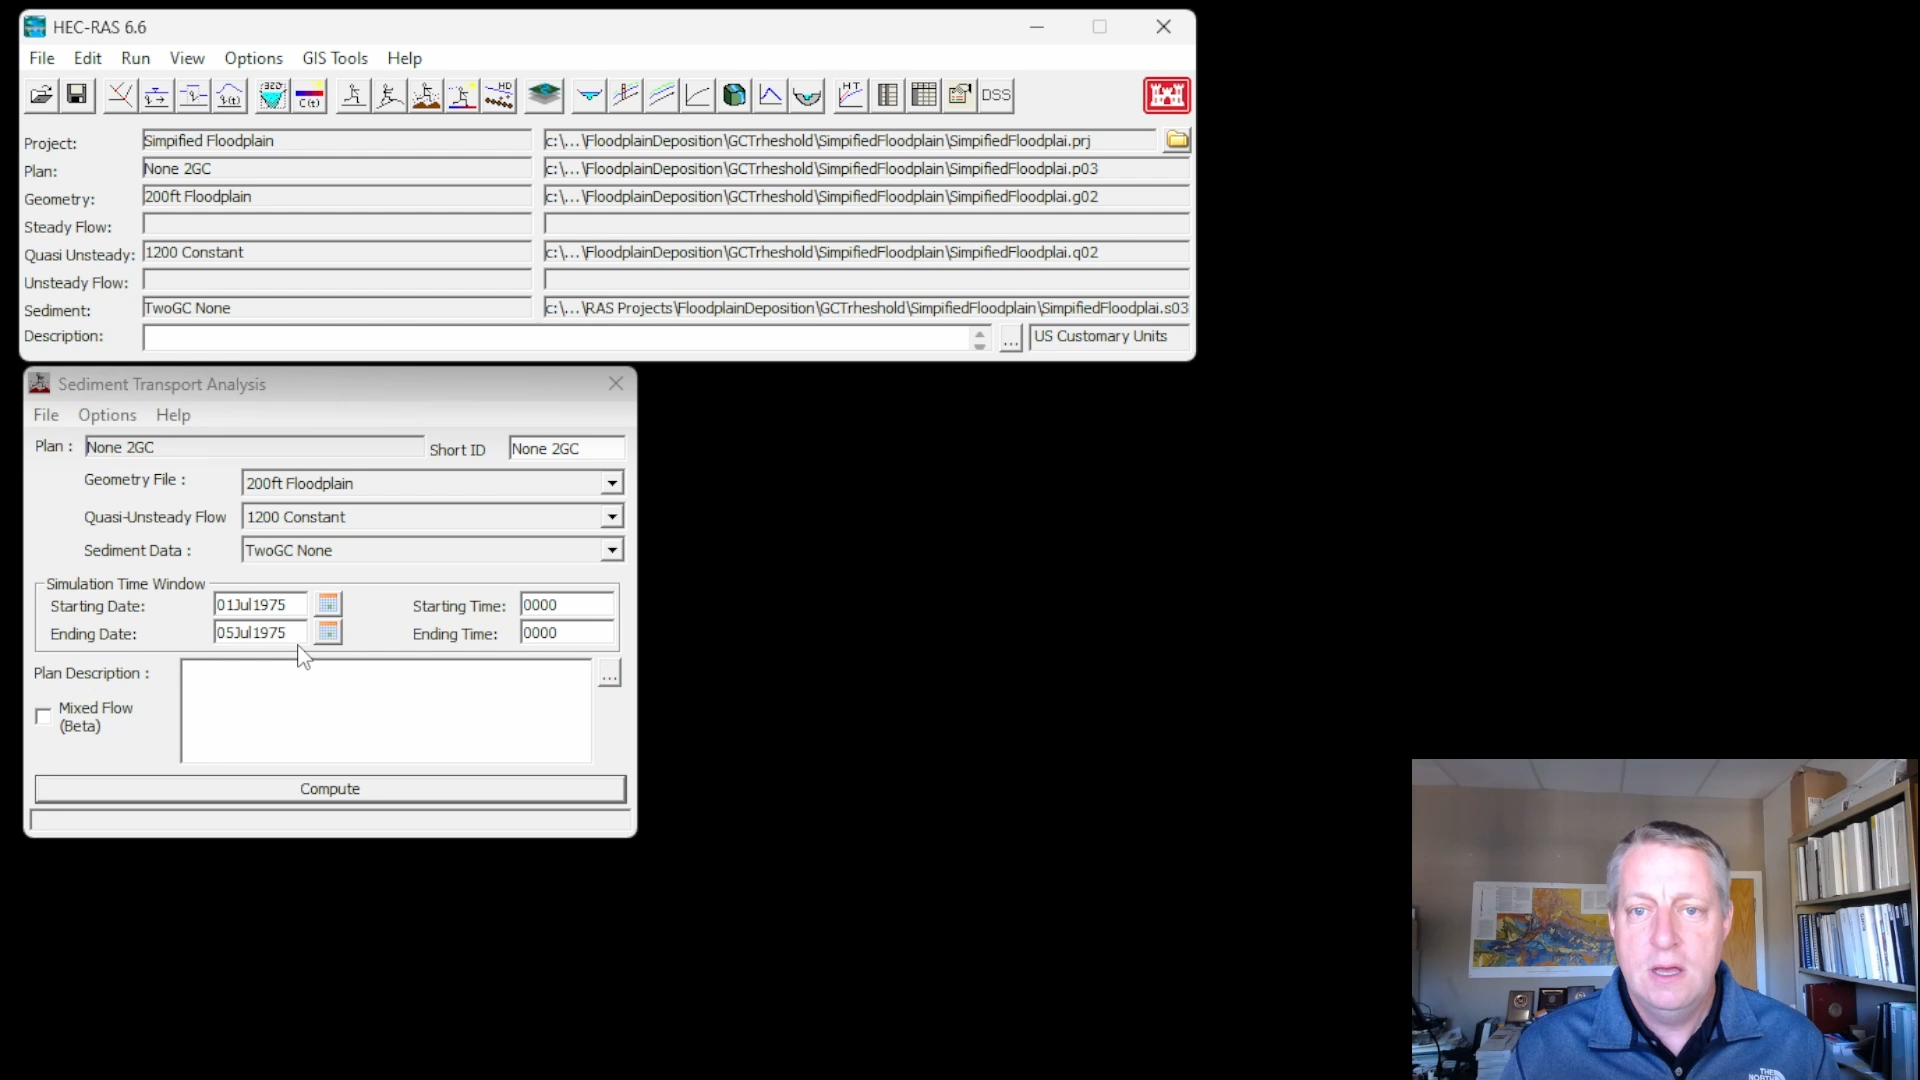 HEC-RAS 6.6
File Edit Run View Options GIS Tools Help
DSS
Project: Simpified Floodplain c:\...\FloodplainDeposition\GCTrheshold\SimpifiedFloodplain\SimpifiedFloodplai.prj
Plan: None 2GC c:\...\FloodplainDeposition\GCTrheshold\SimpifiedFloodplain\SimpifiedFloodplai.p03
Geometry: 200ft Floodplain c:\...\FloodplainDeposition\GCTrheshold\SimpifiedFloodplain\SimpifiedFloodplai.g02
Steady Flow:
Quasi Unsteady: 1200 Constant c:\...\FloodplainDeposition\GCTrheshold\SimpifiedFloodplain\SimpifiedFloodplai.q02
Unsteady Flow:
Sediment: TwoGC None c:\...\RAS Projects\FloodplainDeposition\GCTrheshold\SimpifiedFloodplain\SimpifiedFloodplai.s03
Description: ... US Customary Units
Sediment Transport Analysis
File Options Help
Plan : None 2GC Short ID None 2GC
Geometry File : 200ft Floodplain
Quasi-Unsteady Flow 1200 Constant
Sediment Data : TwoGC None
Simulation Time Window
Starting Date: 01Jul1975 Starting Time: 0000
Ending Date: 05Jul1975 Ending Time: 0000
Plan Description : ...
Mixed Flow
(Beta)
Compute
THE
NORTH